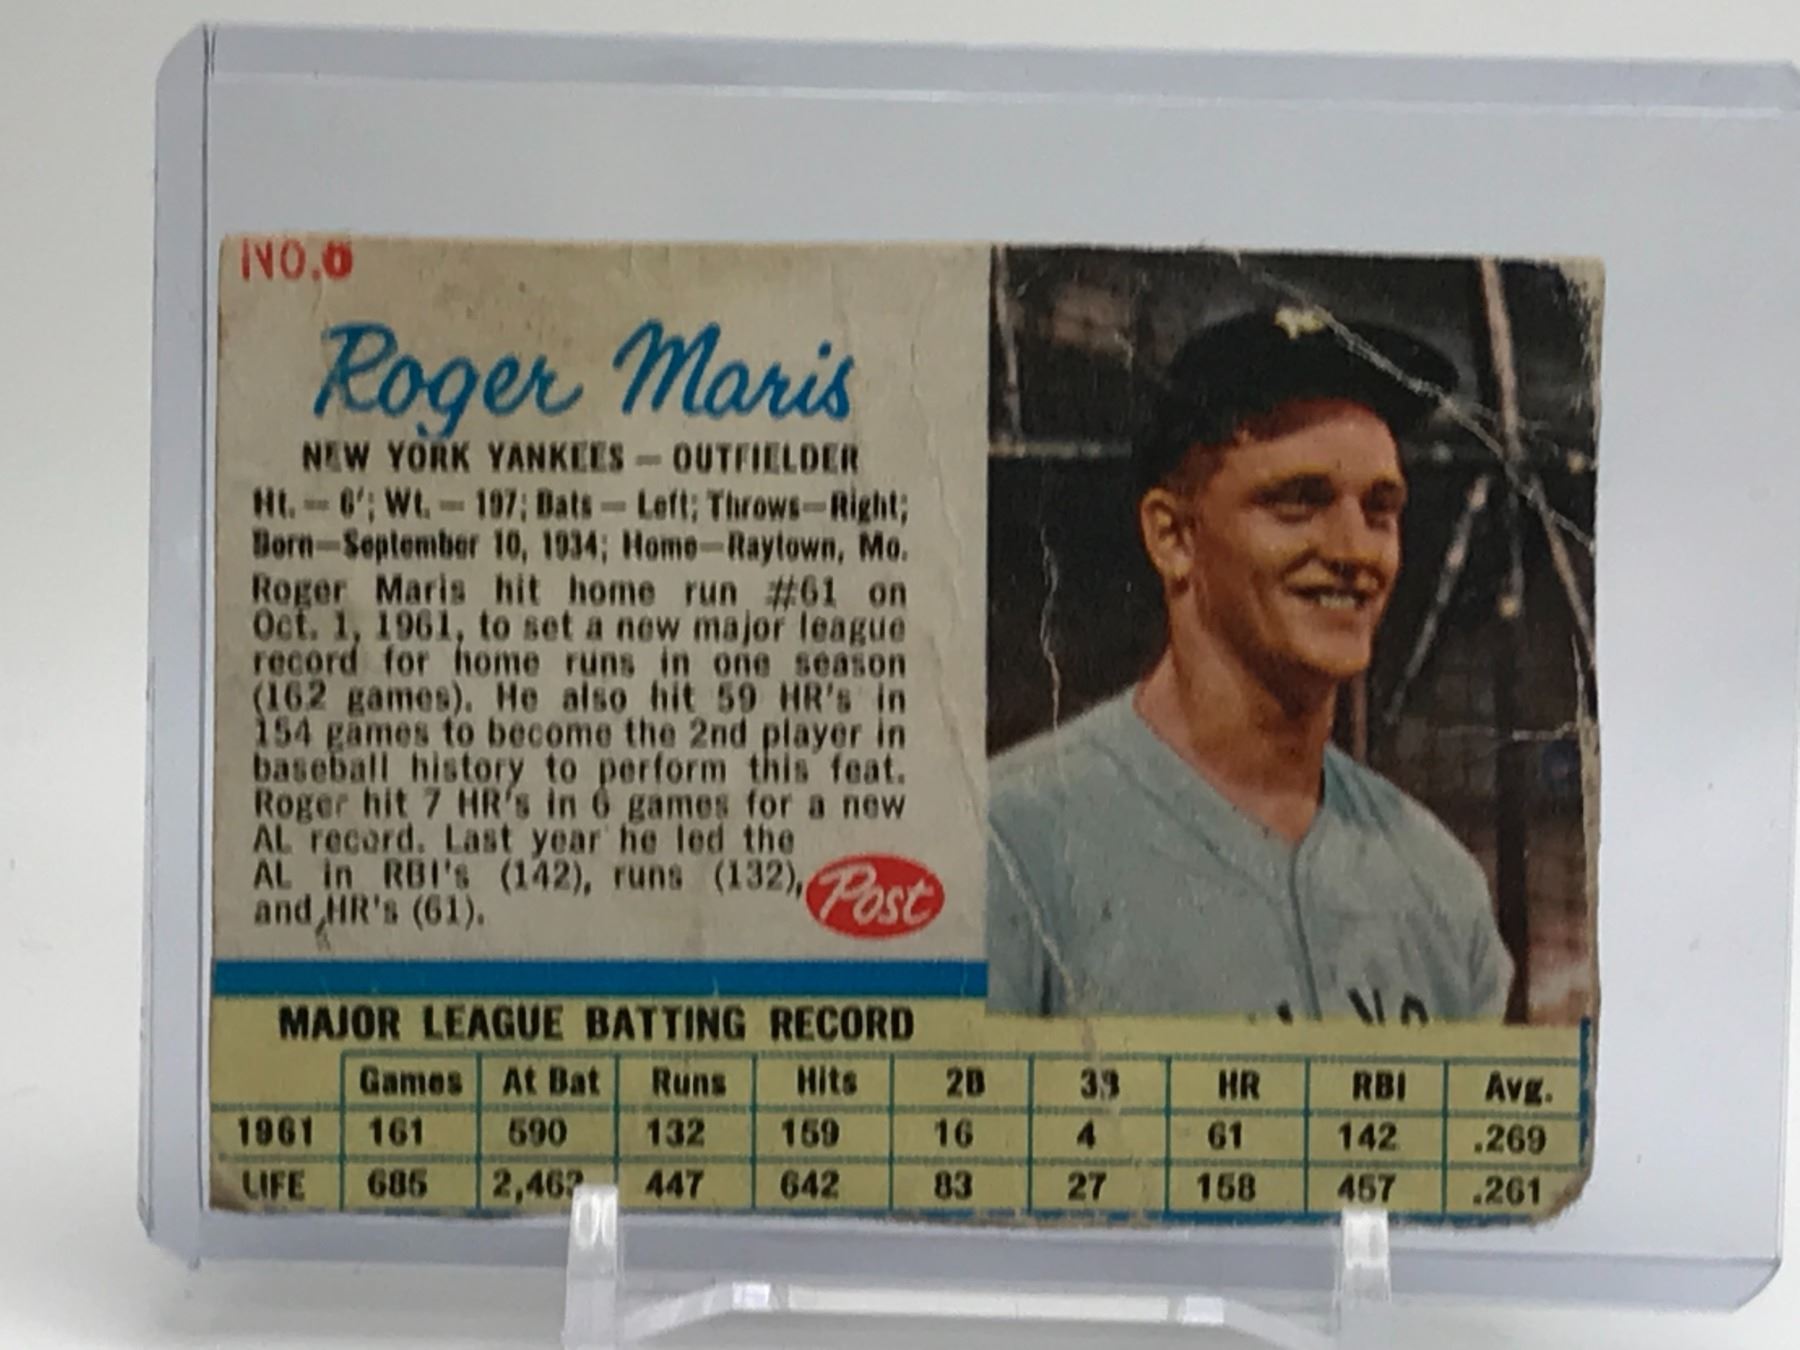 NO.6
Roger Maris
NEW YORK YANKEES — OUTFIELDER
Ht. — 6'; Wt. — 197; Bats — Left; Throws—Right;
Born—September 10, 1934; Home—Raytown, Mo.
Roger Maris hit home run #61 on
Oct. 1, 1961, to set a new major league
record for home runs in one season
(162 games). He also hit 59 HR's in
154 games to become the 2nd player in
baseball history to perform this feat.
Roger hit 7 HR's in 6 games for a new
AL record. Last year he led the
AL in RBI's (142), runs (132),
and HR's (61).
Post
MAJOR LEAGUE BATTING RECORD
Games At Bat Runs Hits 2B 3B HR RBI Avg.
1961 161 590 132 159 16 4 61 142 .269
LIFE 685 2,463 447 642 83 27 158 457 .261